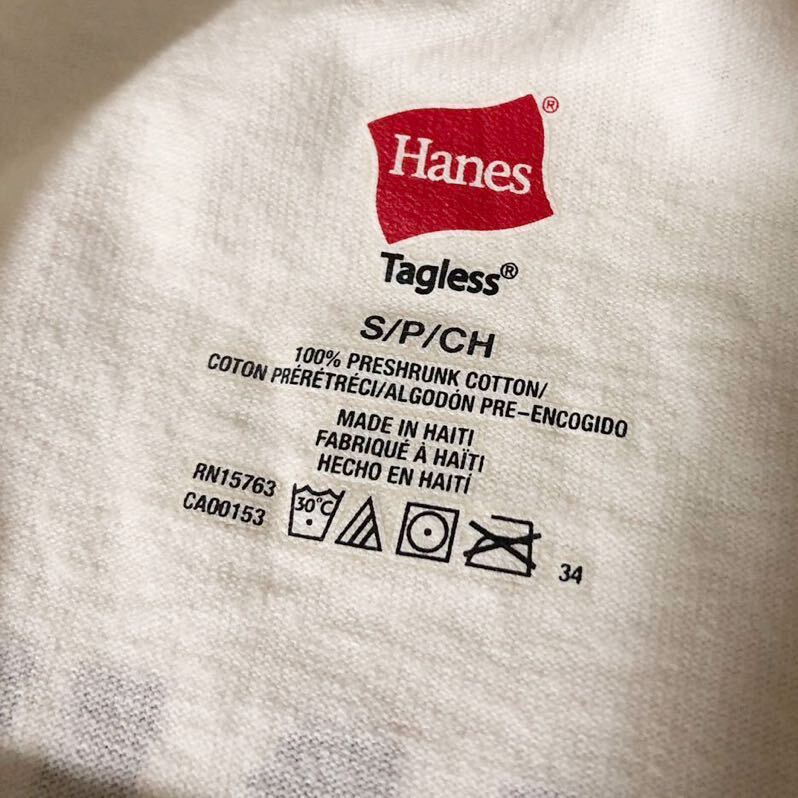 Hanes®
Tagless®
S/P/CH
100% PRESHRUNK COTTON/
COTON PRÉRÉTRÉCI/ALGODÓN PRE-ENCOGIDO
MADE IN HAITI
FABRIQUÉ À HAÏTI
HECHO EN HAITÍ
RN15763
CA00153
30°C
34